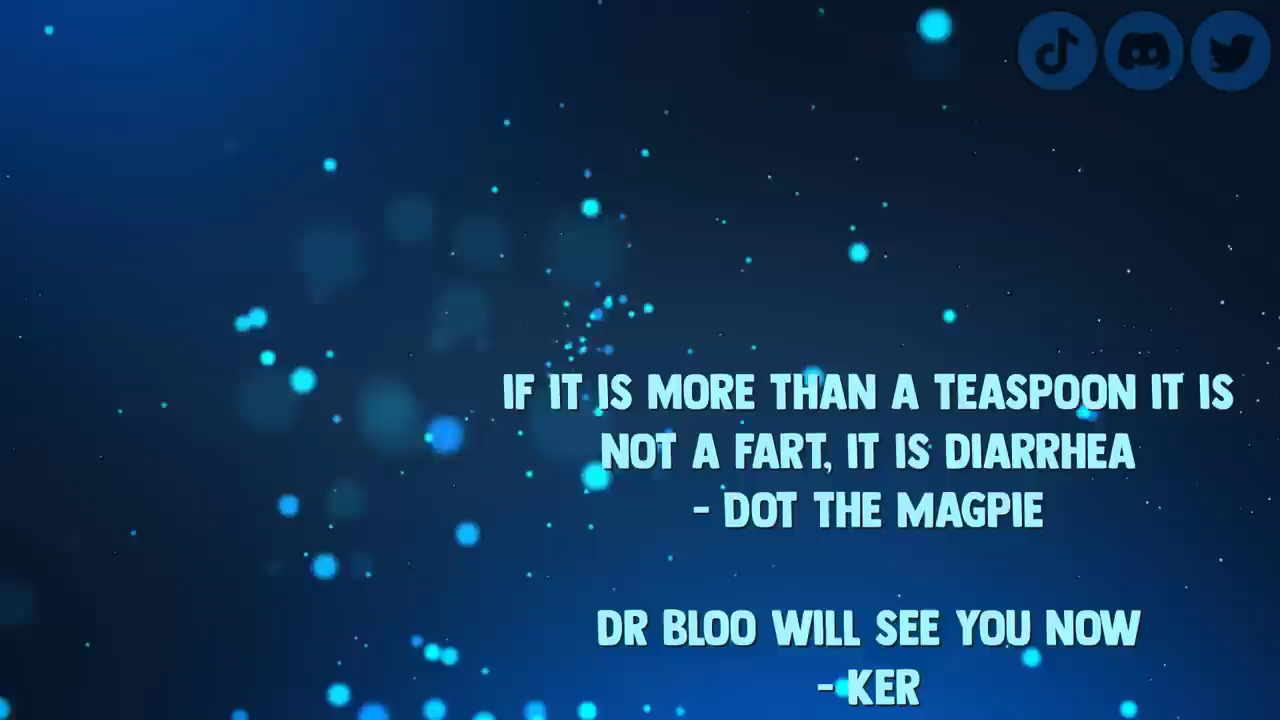 IF IT IS MORE THAN A TEASPOON IT IS
NOT A FART, IT IS DIARRHEA
- DOT THE MAGPIE
DR BLOO WILL SEE YOU NOW
- KER